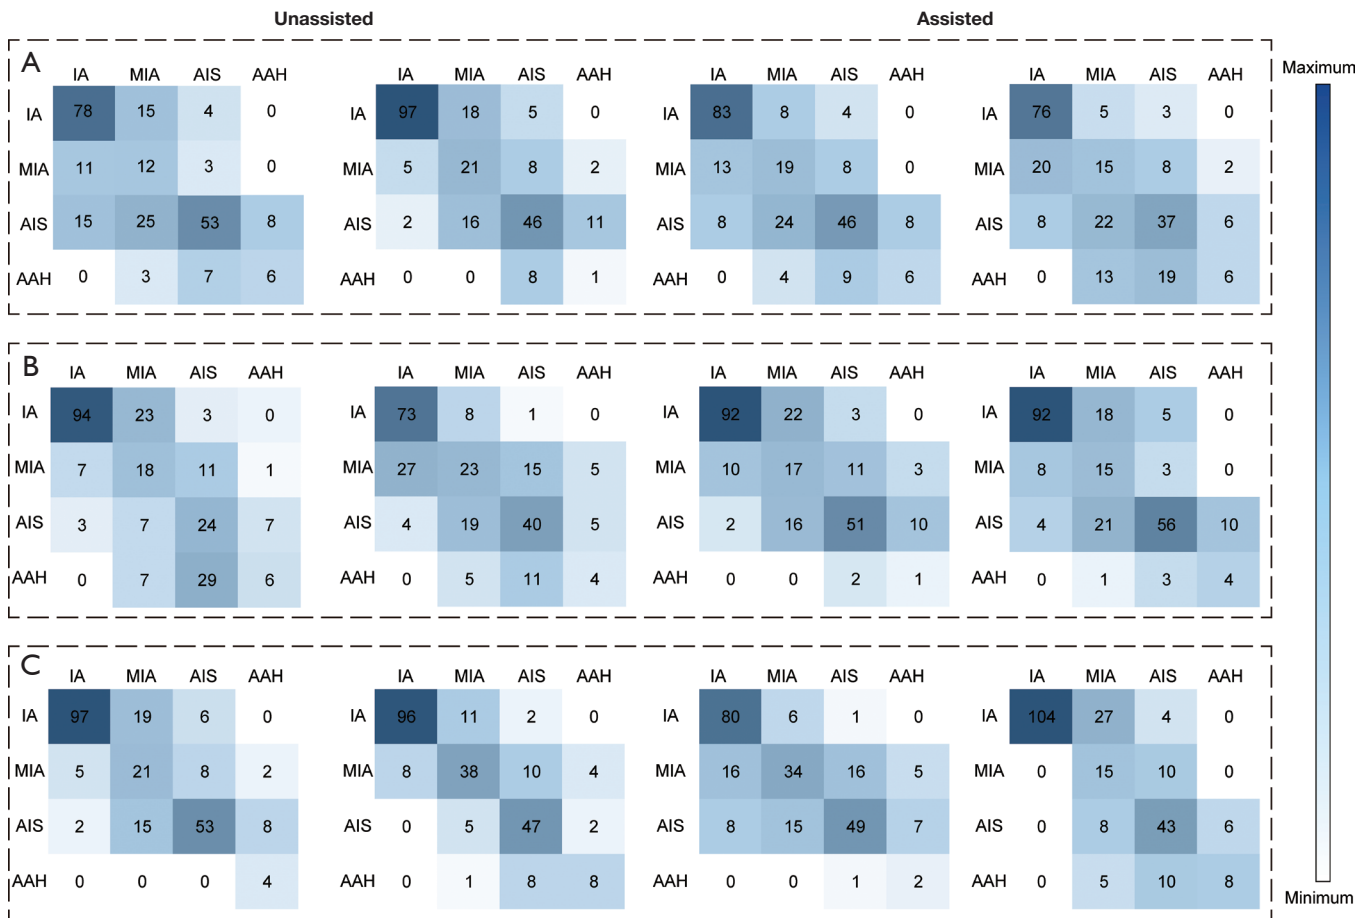 Unassisted Assisted
A
IA MIA AIS AAH IA MIA AIS AAH IA MIA AIS AAH IA MIA AIS AAH
Maximum
IA 78 15 4 0 IA 97 18 5 0 IA 83 8 4 0 IA 76 5 3 0
MIA 11 12 3 0 MIA 5 21 8 2 MIA 13 19 8 0 MIA 20 15 8 2
AIS 15 25 53 8 AIS 2 16 46 11 AIS 8 24 46 8 AIS 8 22 37 6
AAH 0 3 7 6 AAH 0 0 8 1 AAH 0 4 9 6 AAH 0 13 19 6
B
IA MIA AIS AAH IA MIA AIS AAH IA MIA AIS AAH IA MIA AIS AAH
IA 94 23 3 0 IA 73 8 1 0 IA 92 22 3 0 IA 92 18 5 0
MIA 7 18 11 1 MIA 27 23 15 5 MIA 10 17 11 3 MIA 8 15 3 0
AIS 3 7 24 7 AIS 4 19 40 5 AIS 2 16 51 10 AIS 4 21 56 10
AAH 0 7 29 6 AAH 0 5 11 4 AAH 0 0 2 1 AAH 0 1 3 4
C
IA MIA AIS AAH IA MIA AIS AAH IA MIA AIS AAH IA MIA AIS AAH
IA 97 19 6 0 IA 96 11 2 0 IA 80 6 1 0 IA 104 27 4 0
MIA 5 21 8 2 MIA 8 38 10 4 MIA 16 34 16 5 MIA 0 15 10 0
AIS 2 15 53 8 AIS 0 5 47 2 AIS 8 15 49 7 AIS 0 8 43 6
AAH 0 0 0 4 AAH 0 1 8 8 AAH 0 0 1 2 AAH 0 5 10 8
Minimum